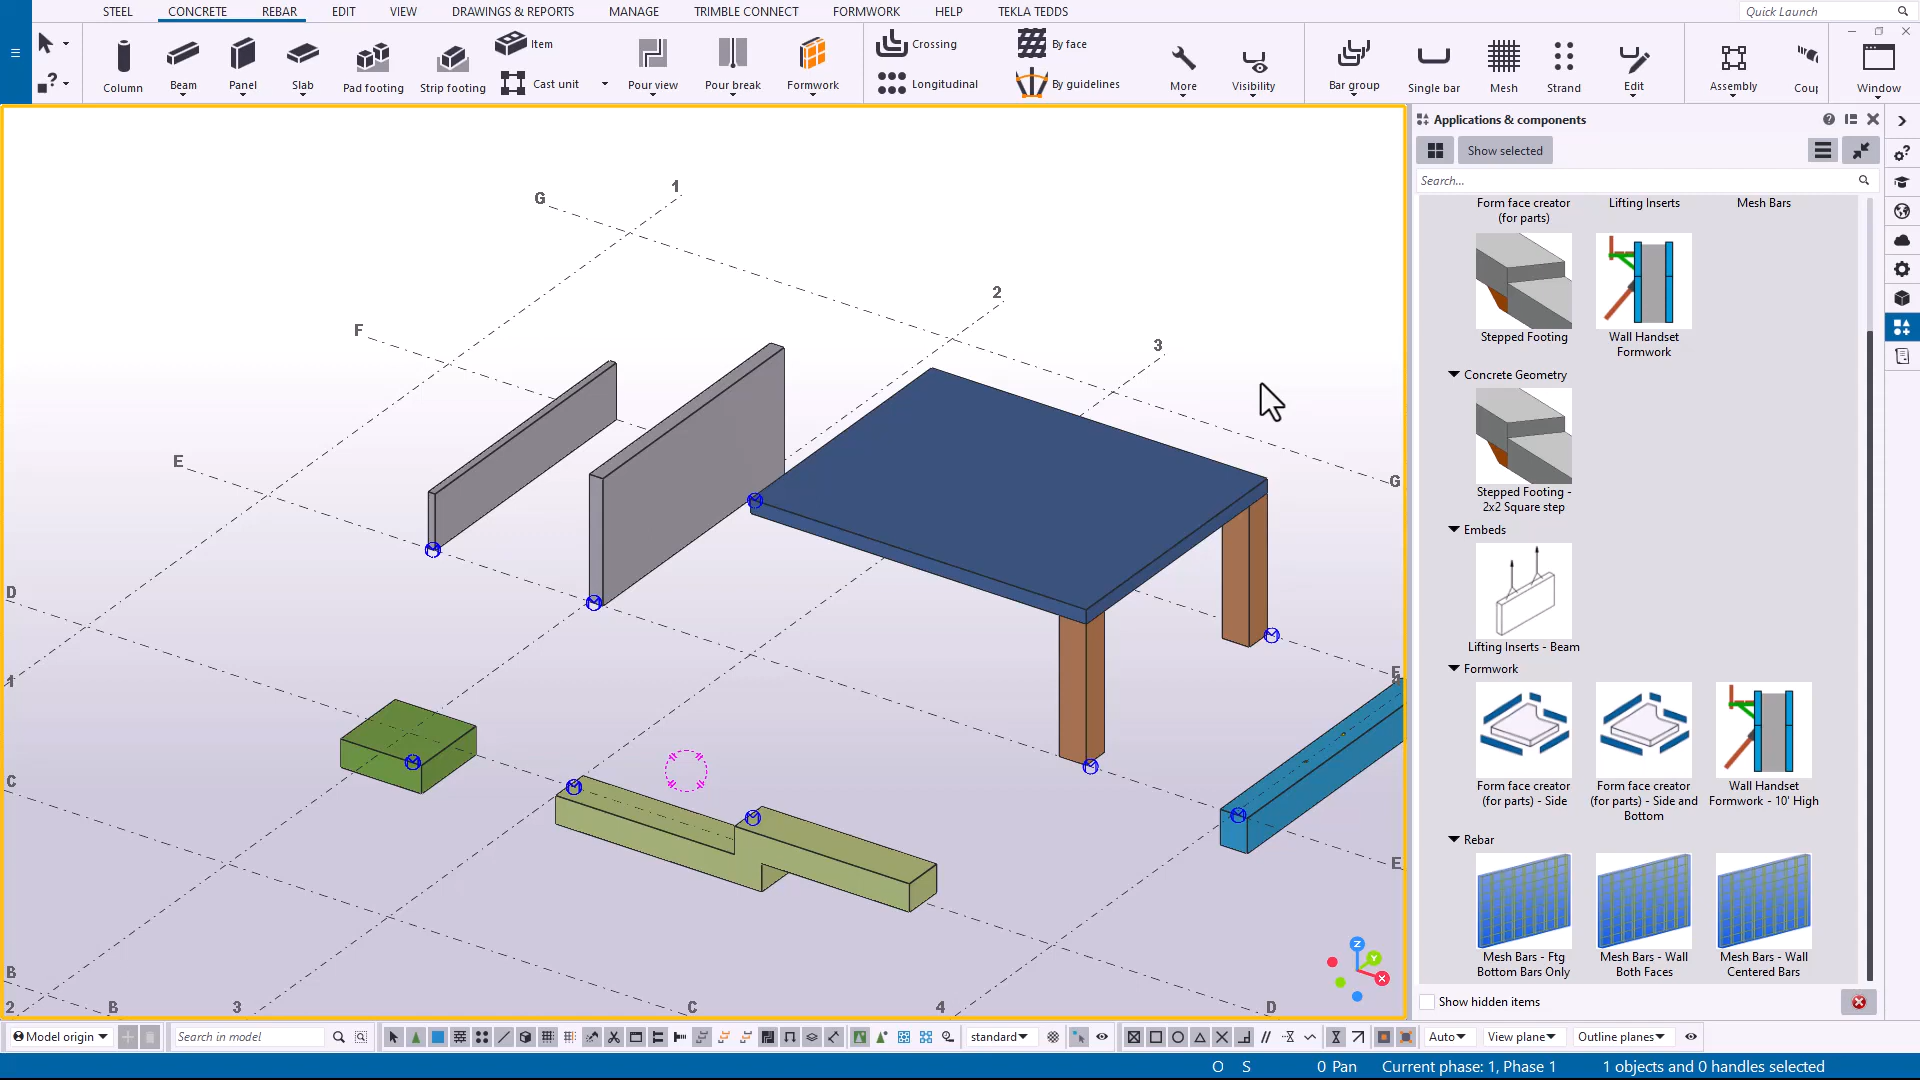 STEEL CONCRETE REBAR EDIT VIEW DRAWINGS & REPORTS MANAGE TRIMBLE CONNECT FORMWORK HELP TEKLA TEDDS Quick Launch
Item Crossing By face
Column Beam Panel Slab Pad footing Strip footing Cast unit Pour view Pour break Formwork Longitudinal By guidelines More Visibility Bar group Single bar Mesh Strand Edit Assembly Coup Window
Applications & components
Show selected
Search...
Form face creator
(for parts)
Lifting Inserts
Mesh Bars
Stepped Footing
Wall Handset
Formwork
Concrete Geometry
Stepped Footing -
2x2 Square step
Embeds
Lifting Inserts - Beam
Formwork
Form face creator
(for parts) - Side
Form face creator
(for parts) - Side and
Bottom
Wall Handset
Formwork - 10' High
Rebar
Mesh Bars - Ftg
Bottom Bars Only
Mesh Bars - Wall
Both Faces
Mesh Bars - Wall
Centered Bars
Show hidden items
1
G
2
F
3
E
G
D
1
C
E
B
2 B 3 C 4 D
Z
Y
X
Model origin Search in model standard Auto View plane Outline planes
O S 0 Pan Current phase: 1, Phase 1 1 objects and 0 handles selected